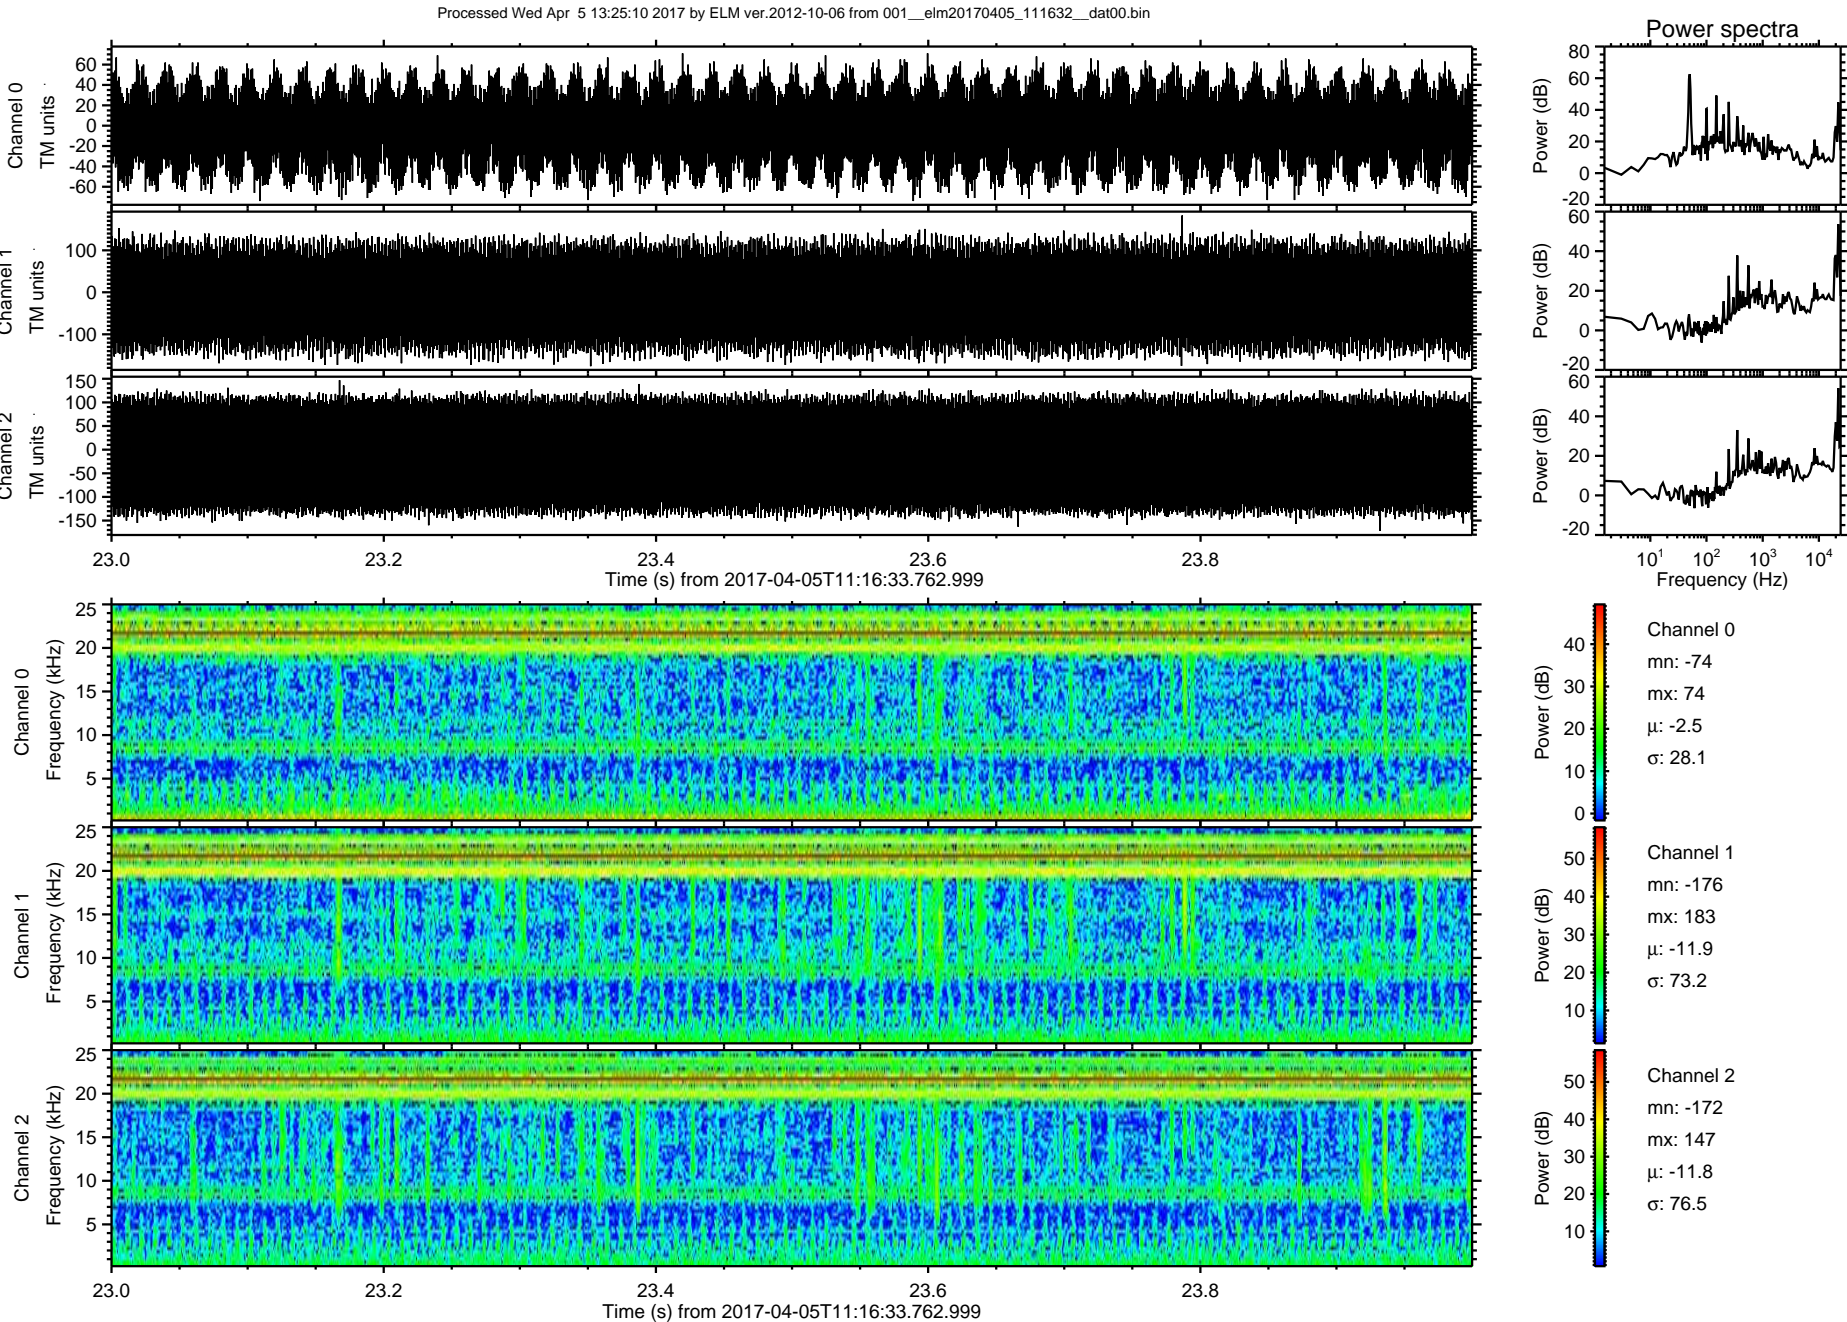 Processed Wed Apr  5 13:25:10 2017 by ELM ver.2012-10-06 from 001__elm20170405_111632__dat00.bin
Power spectra
Channel 0
TM units
60
40
20
0
-20
-40
-60
Power (dB)
80
60
40
20
0
-20
Channel 1
TM units
100
0
-100
Power (dB)
60
40
20
0
-20
Channel 2
TM units
150
100
50
0
-50
-100
-150
Power (dB)
60
40
20
0
-20
23.0 23.2 23.4 23.6 23.8
Time (s) from 2017-04-05T11:16:33.762.999
10¹ 10² 10³ 10⁴
Frequency (Hz)
Channel 0
Frequency (kHz)
25
20
15
10
5
Power (dB)
40
30
20
10
0
Channel 0
mn: -74
mx: 74
μ: -2.5
σ: 28.1
Channel 1
Frequency (kHz)
25
20
15
10
5
Power (dB)
50
40
30
20
10
Channel 1
mn: -176
mx: 183
μ: -11.9
σ: 73.2
Channel 2
Frequency (kHz)
25
20
15
10
5
Power (dB)
50
40
30
20
10
Channel 2
mn: -172
mx: 147
μ: -11.8
σ: 76.5
23.0 23.2 23.4 23.6 23.8
Time (s) from 2017-04-05T11:16:33.762.999